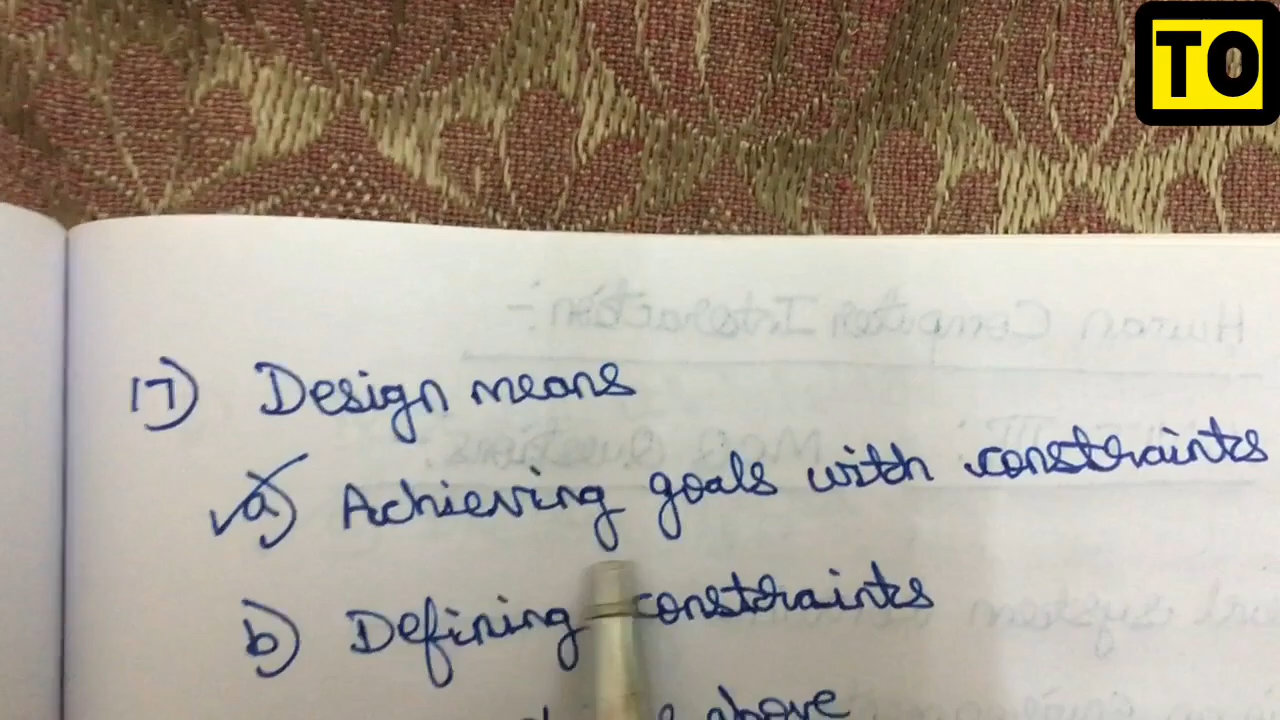 TO
17) Design means
a) Achieving goals with constraints
b) Defining constraints
above